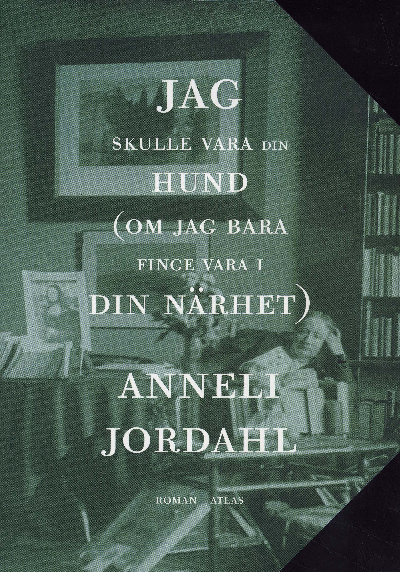 JAG
SKULLE VARA DIN
HUND
(OM JAG BARA
FINGE VARA I
DIN NÄRHET)
ANNELI
JORDAHL
ROMAN ATLAS